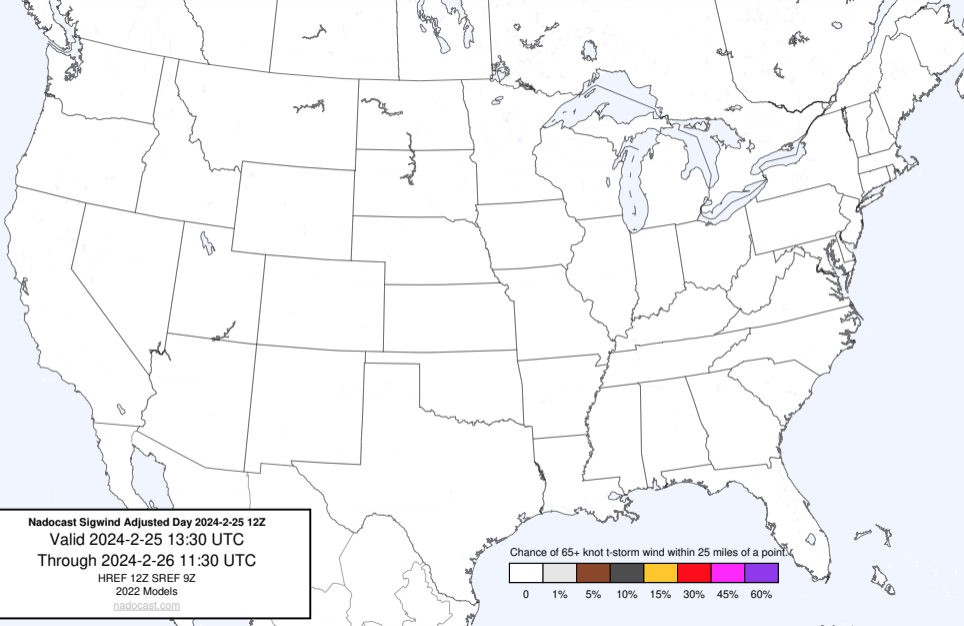 Nadocast Sigwind Adjusted Day 2024-2-25 12Z
Valid 2024-2-25 13:30 UTC
Through 2024-2-26 11:30 UTC
HREF 12Z SREF 9Z
2022 Models
nadocast.com
Chance of 65+ knot t-storm wind within 25 miles of a point.
0 1% 5% 10% 15% 30% 45% 60%